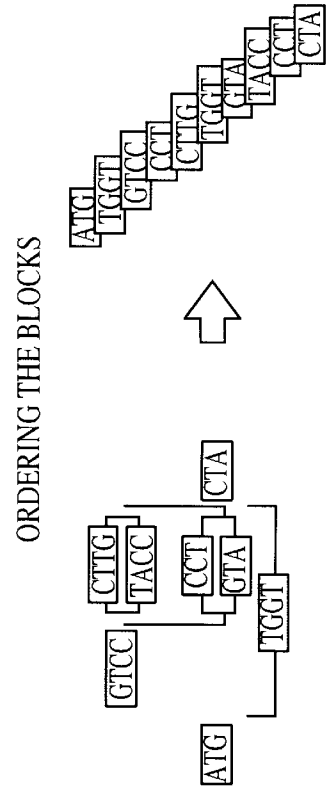 ORDERING THE BLOCKS
ATG
GTCC
CTTG
TACC
CCT
GTA
TGGT
CTA
ATG
TGGT
GTCC
CCT
CTTG
TGGT
GTA
TACC
CCT
CTA